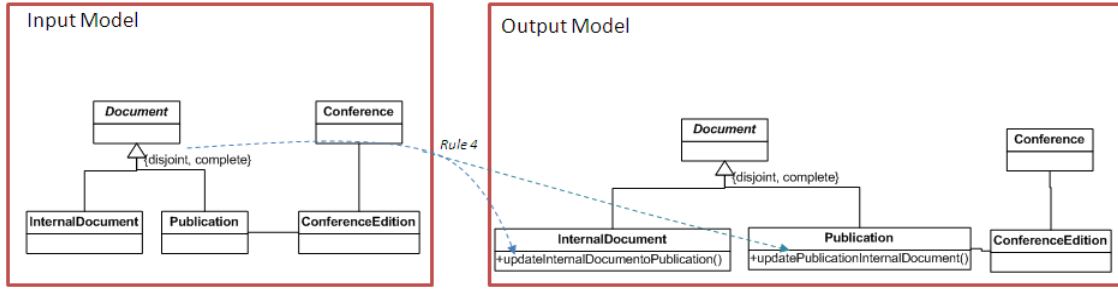 Input Model
Document
Conference
{disjoint, complete}
InternalDocument
Publication
ConferenceEdition
Rule 4
Output Model
Document
Conference
{disjoint, complete}
InternalDocument
+updateInternalDocumentoPublication()
Publication
+updatePublicationInternalDocument()
ConferenceEdition